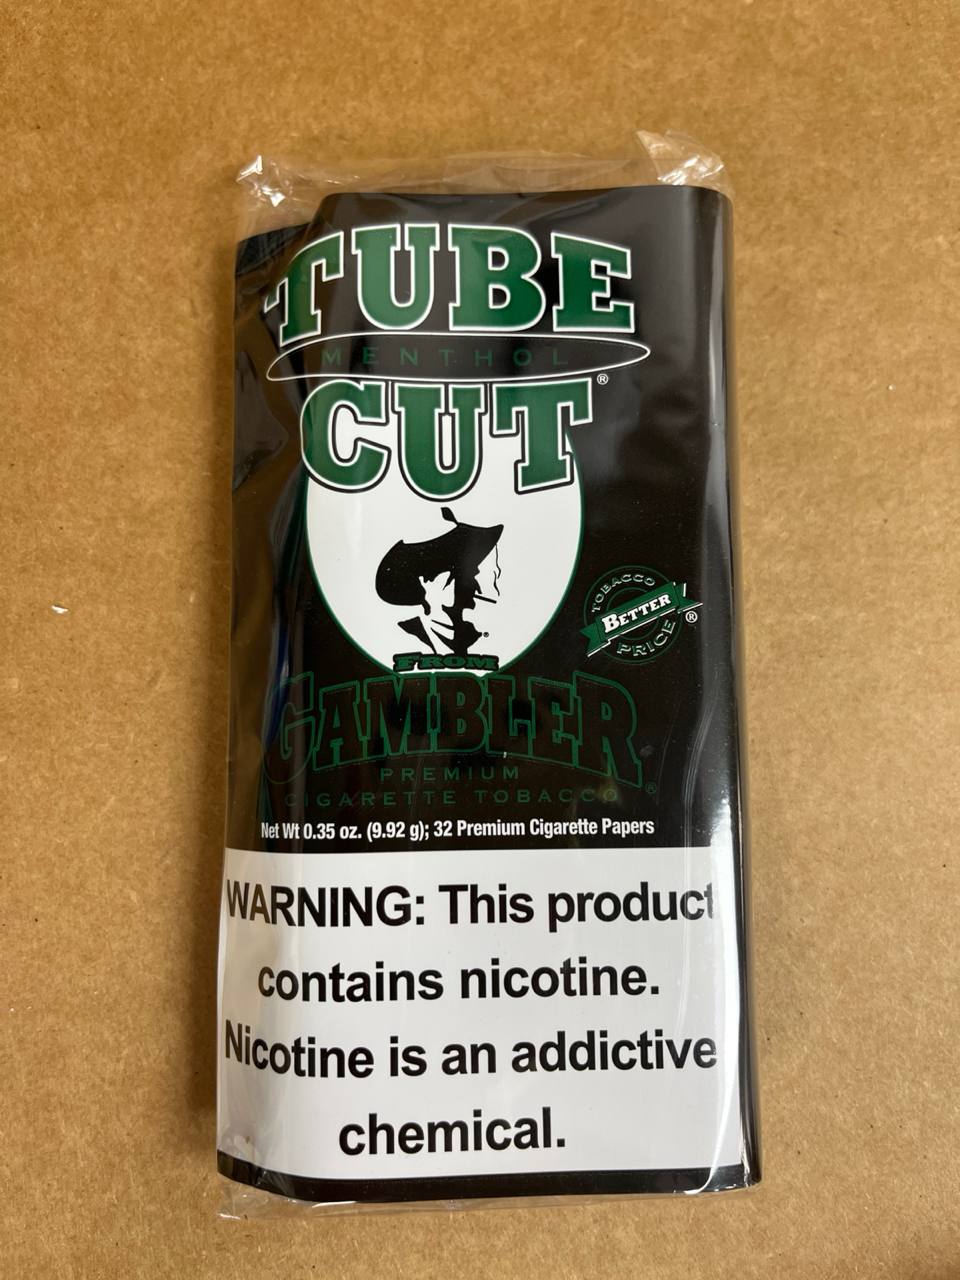 TUBE
MENTHOL
CUT®
TOBACCO
BETTER
PRICE ®
FROM
GAMBLER®
PREMIUM
CIGARETTE TOBACCO
Net Wt 0.35 oz. (9.92 g); 32 Premium Cigarette Papers
WARNING: This product
contains nicotine.
Nicotine is an addictive
chemical.